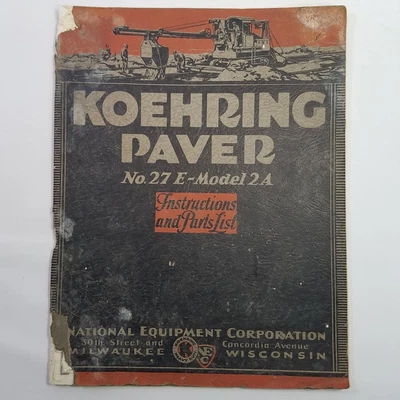 KOEHRING
PAVER
No. 27 E-Model 2A
Instructions
and Parts List
NATIONAL EQUIPMENT CORPORATION
30th Street and Concordia Avenue
MILWAUKEE WISCONSIN